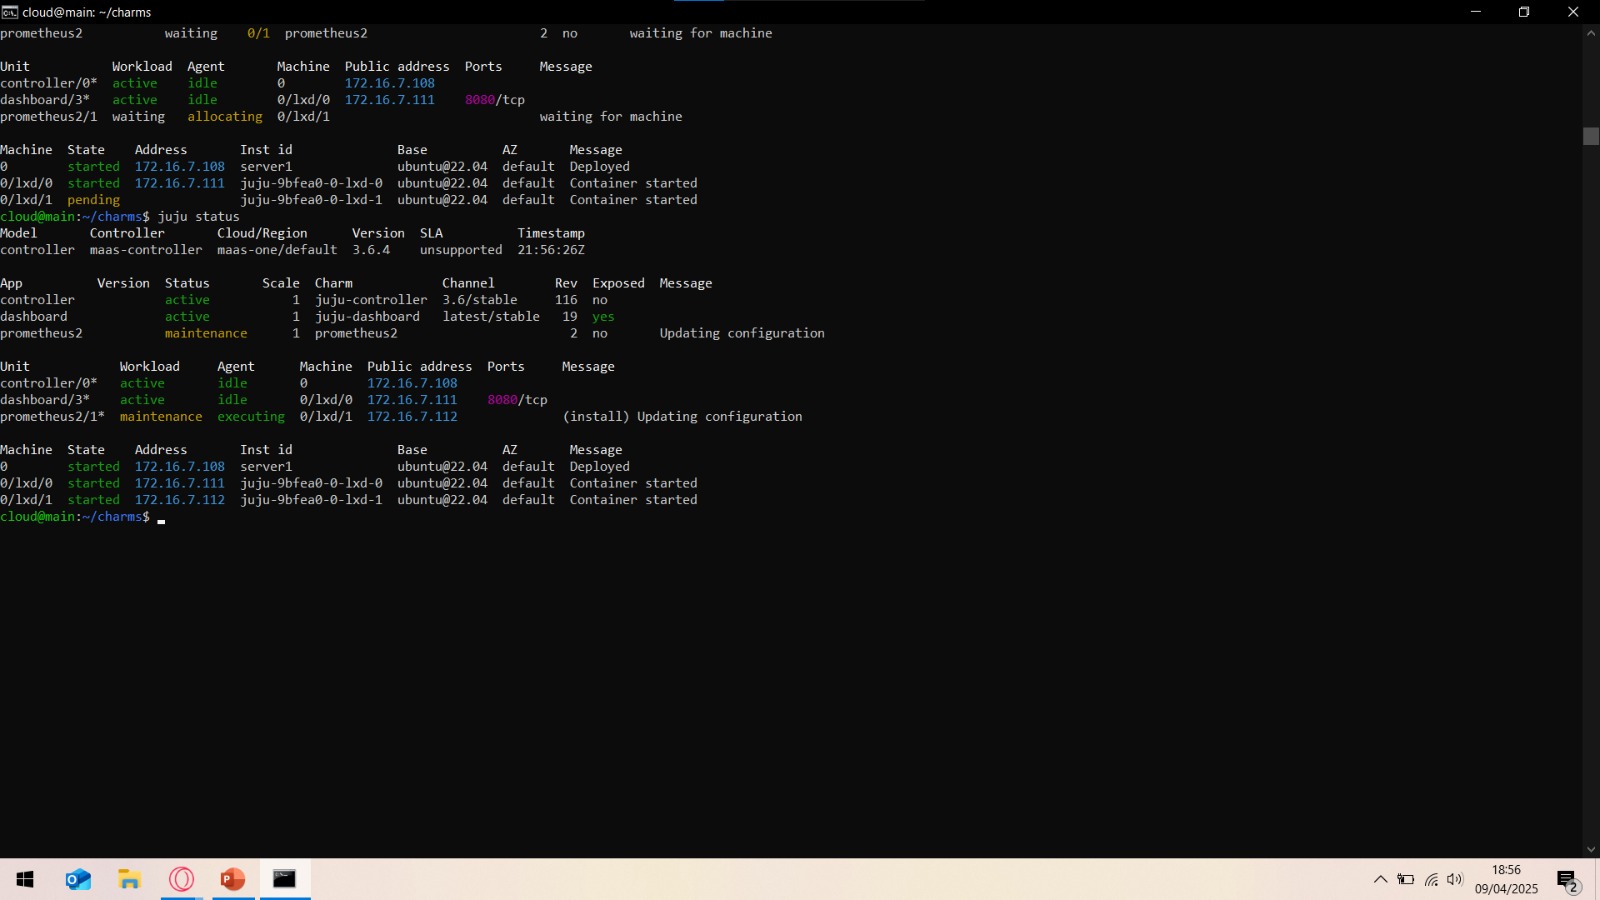 cloud@main: ~/charms
prometheus2 waiting 0/1 prometheus2 2 no waiting for machine
Unit Workload Agent Machine Public address Ports Message
controller/0* active idle 0 172.16.7.108
dashboard/3* active idle 0/lxd/0 172.16.7.111 8080/tcp
prometheus2/1 waiting allocating 0/lxd/1 waiting for machine
Machine State Address Inst id Base AZ Message
0 started 172.16.7.108 server1 ubuntu@22.04 default Deployed
0/lxd/0 started 172.16.7.111 juju-9bfea0-0-lxd-0 ubuntu@22.04 default Container started
0/lxd/1 pending juju-9bfea0-0-lxd-1 ubuntu@22.04 default Container started
cloud@main:~/charms$ juju status
Model Controller Cloud/Region Version SLA Timestamp
controller maas-controller maas-one/default 3.6.4 unsupported 21:56:26Z
App Version Status Scale Charm Channel Rev Exposed Message
controller active 1 juju-controller 3.6/stable 116 no
dashboard active 1 juju-dashboard latest/stable 19 yes
prometheus2 maintenance 1 prometheus2 2 no Updating configuration
Unit Workload Agent Machine Public address Ports Message
controller/0* active idle 0 172.16.7.108
dashboard/3* active idle 0/lxd/0 172.16.7.111 8080/tcp
prometheus2/1* maintenance executing 0/lxd/1 172.16.7.112 (install) Updating configuration
Machine State Address Inst id Base AZ Message
0 started 172.16.7.108 server1 ubuntu@22.04 default Deployed
0/lxd/0 started 172.16.7.111 juju-9bfea0-0-lxd-0 ubuntu@22.04 default Container started
0/lxd/1 started 172.16.7.112 juju-9bfea0-0-lxd-1 ubuntu@22.04 default Container started
cloud@main:~/charms$
18:56
09/04/2025
2